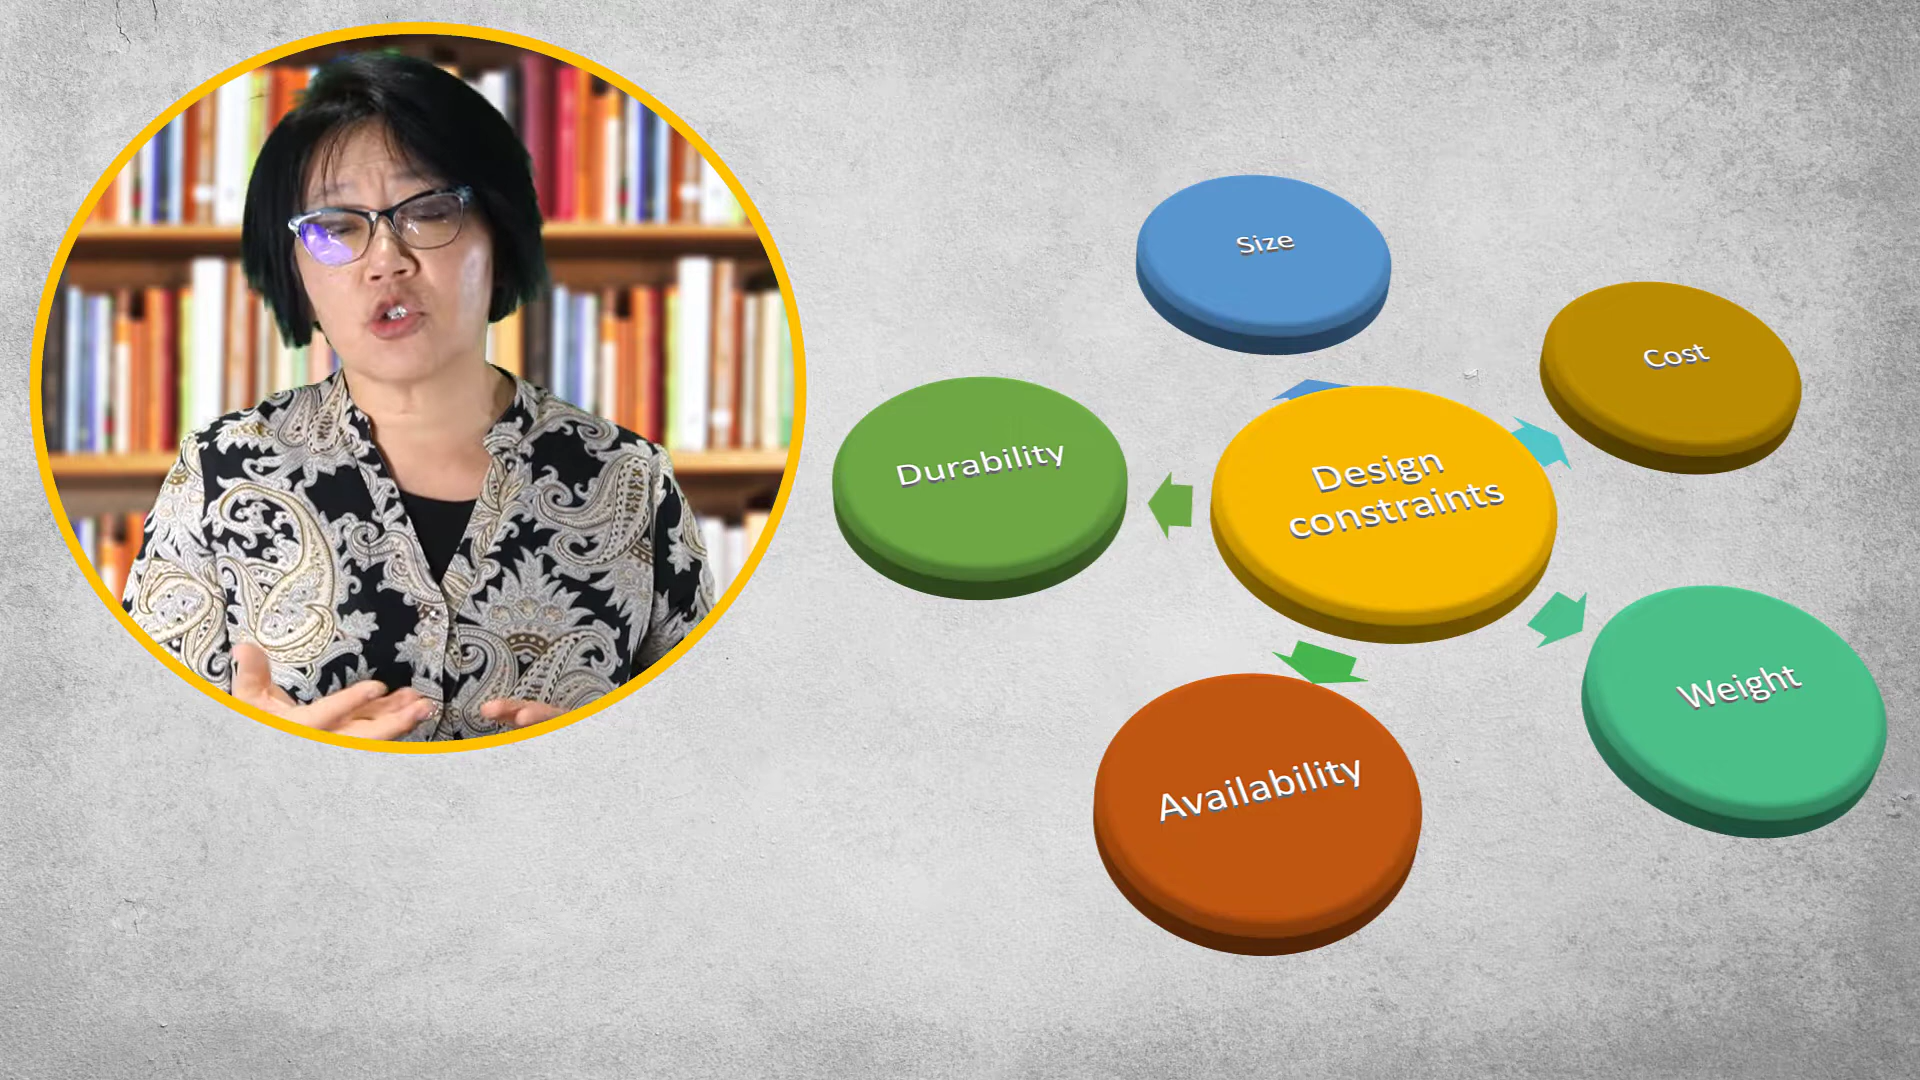 Size
Cost
Durability
Design
constraints
Weight
Availability